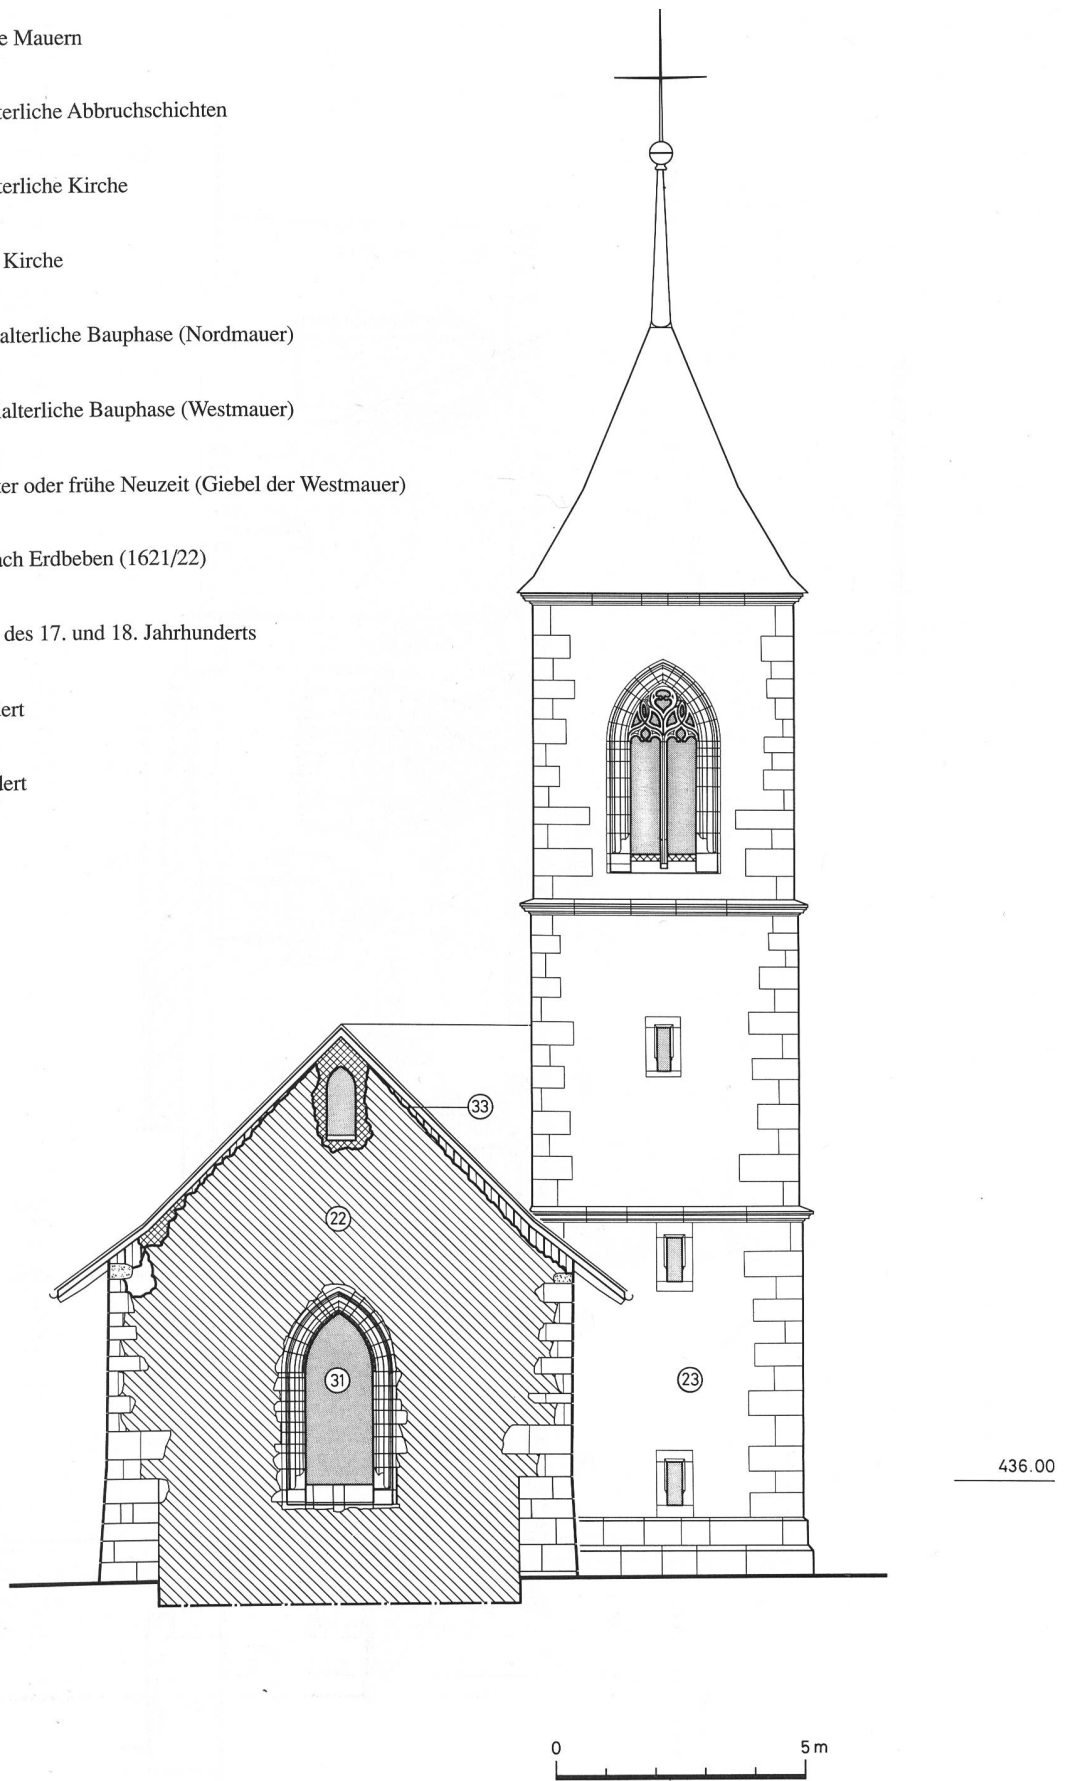 e Mauern
terliche Abbruchschichten
terliche Kirche
Kirche
alterliche Bauphase (Nordmauer)
alterliche Bauphase (Westmauer)
ter oder frühe Neuzeit (Giebel der Westmauer)
ach Erdbeben (1621/22)
des 17. und 18. Jahrhunderts
ert
dert
33
22
31
23
436.00
0 5 m